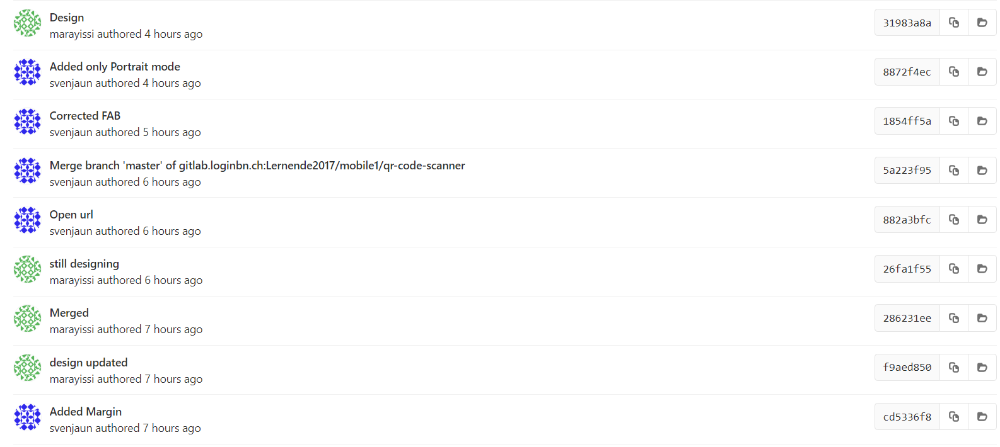 Design
marayissi authored 4 hours ago
31983a8a
Added only Portrait mode
svenjaun authored 4 hours ago
8872f4ec
Corrected FAB
svenjaun authored 5 hours ago
1854ff5a
Merge branch 'master' of gitlab.loginbn.ch:Lernende2017/mobile1/qr-code-scanner
svenjaun authored 6 hours ago
5a223f95
Open url
svenjaun authored 6 hours ago
882a3bfc
still designing
marayissi authored 6 hours ago
26fa1f55
Merged
marayissi authored 7 hours ago
286231ee
design updated
marayissi authored 7 hours ago
f9aed850
Added Margin
svenjaun authored 7 hours ago
cd5336f8